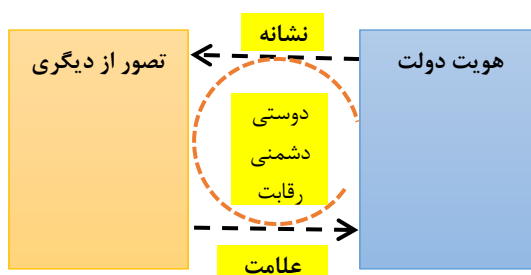 نشانه
هویت دولت
تصور از دیگری
دوستی
دشمنی
رقابت
علامت